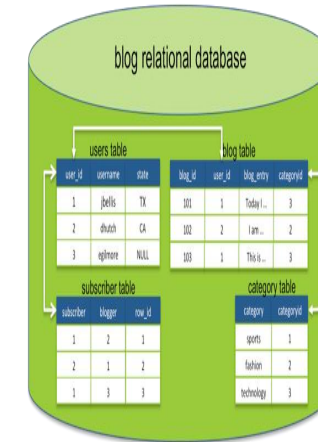 blog relational database
users table
user_id username state
1 jbellis TX
2 dhutch CA
3 egilmore NULL
blog table
blog_id user_id blog_entry categoryid
101 1 Today I ... 3
102 2 I am ... 2
103 1 This is ... 3
subscriber table
subscriber blogger row_id
1 2 1
2 1 2
1 3 3
category table
category categoryid
sports 1
fashion 2
technology 3